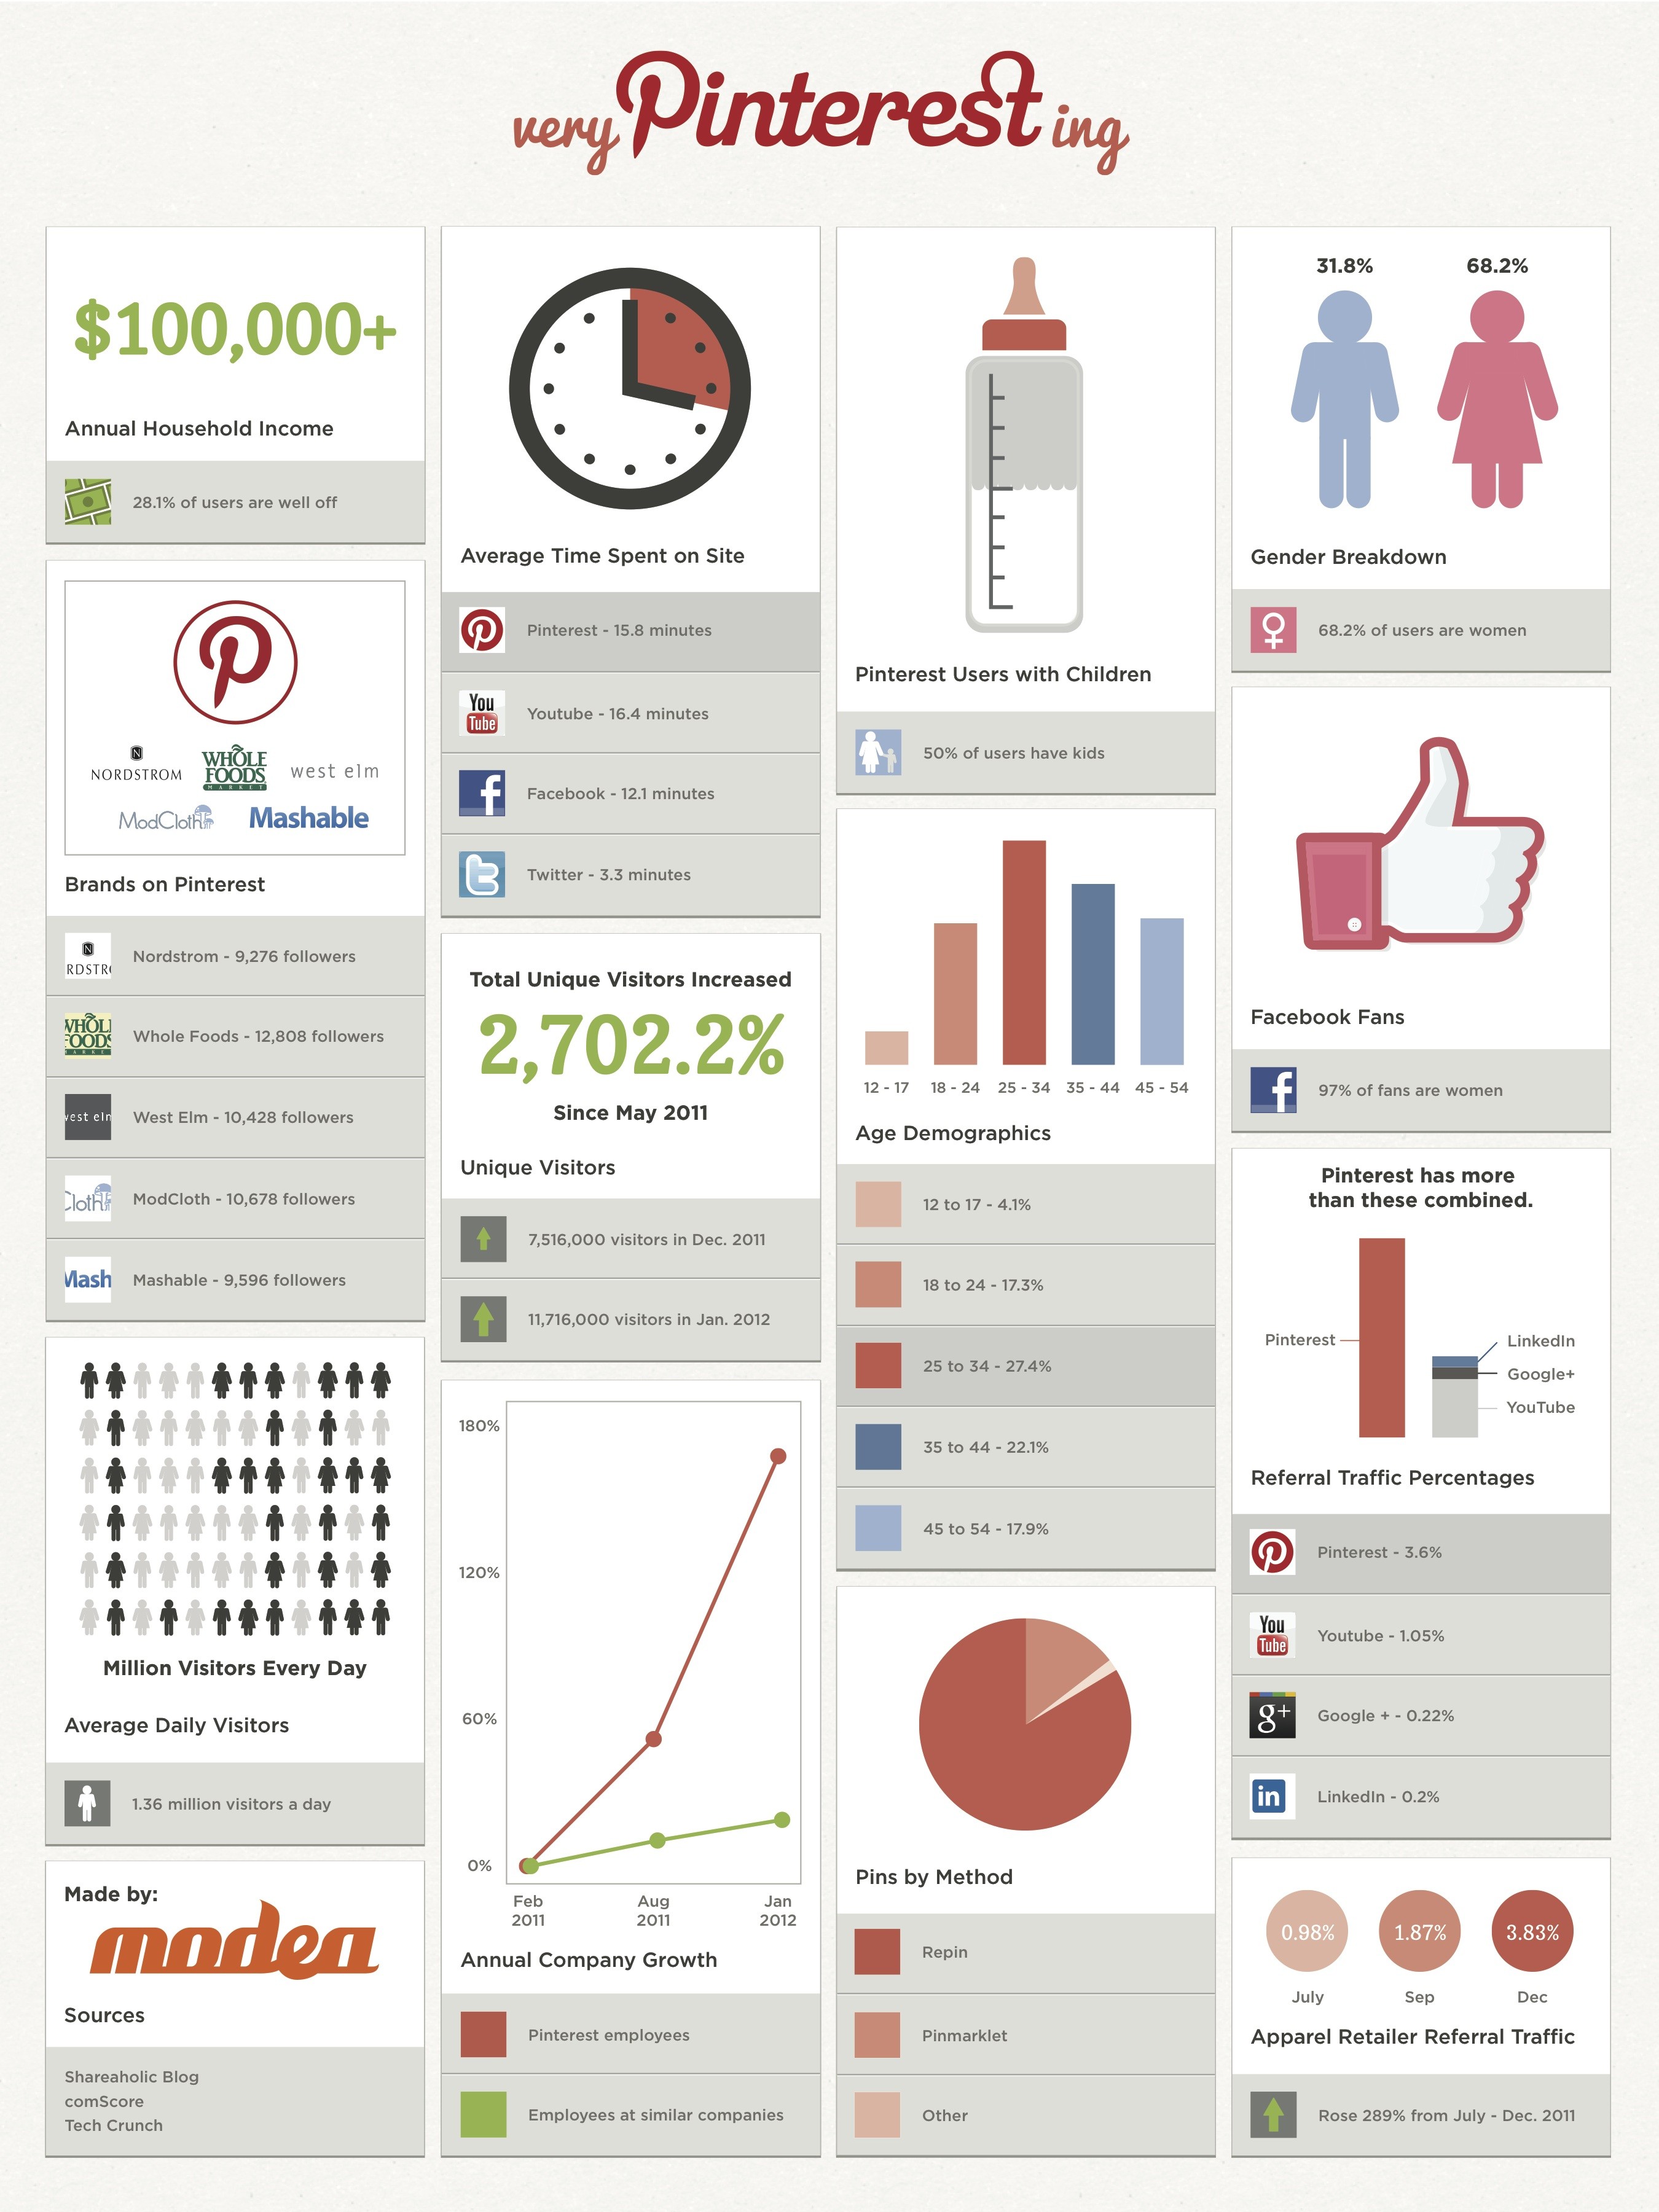 very Pinterest ing
$100,000+
Annual Household Income
28.1% of users are well off
N
NORDSTROM
WHOLE
FOODS
MARKET
west elm
ModCloth
Mashable
Brands on Pinterest
N
RDSTR
Nordstrom - 9,276 followers
WHOL
FOODS
MARKET
Whole Foods - 12,808 followers
west elm
West Elm - 10,428 followers
Cloth
ModCloth - 10,678 followers
Mash
Mashable - 9,596 followers
Million Visitors Every Day
Average Daily Visitors
1.36 million visitors a day
Made by:
modea
Sources
Shareaholic Blog
comScore
Tech Crunch
Average Time Spent on Site
Pinterest - 15.8 minutes
You
Tube
Youtube - 16.4 minutes
f
Facebook - 12.1 minutes
t
Twitter - 3.3 minutes
Total Unique Visitors Increased
2,702.2%
Since May 2011
Unique Visitors
7,516,000 visitors in Dec. 2011
11,716,000 visitors in Jan. 2012
180%
120%
60%
0%
Feb Aug Jan
2011 2011 2012
Annual Company Growth
Pinterest employees
Employees at similar companies
Pinterest Users with Children
50% of users have kids
12 - 17 18 - 24 25 - 34 35 - 44 45 - 54
Age Demographics
12 to 17 - 4.1%
18 to 24 - 17.3%
25 to 34 - 27.4%
35 to 44 - 22.1%
45 to 54 - 17.9%
Pins by Method
Repin
Pinmarklet
Other
31.8% 68.2%
Gender Breakdown
68.2% of users are women
Facebook Fans
f
97% of fans are women
Pinterest has more
than these combined.
Pinterest
LinkedIn
Google+
YouTube
Referral Traffic Percentages
Pinterest - 3.6%
You
Tube
Youtube - 1.05%
g+
Google + - 0.22%
in
LinkedIn - 0.2%
0.98% 1.87% 3.83%
July Sep Dec
Apparel Retailer Referral Traffic
Rose 289% from July - Dec. 2011